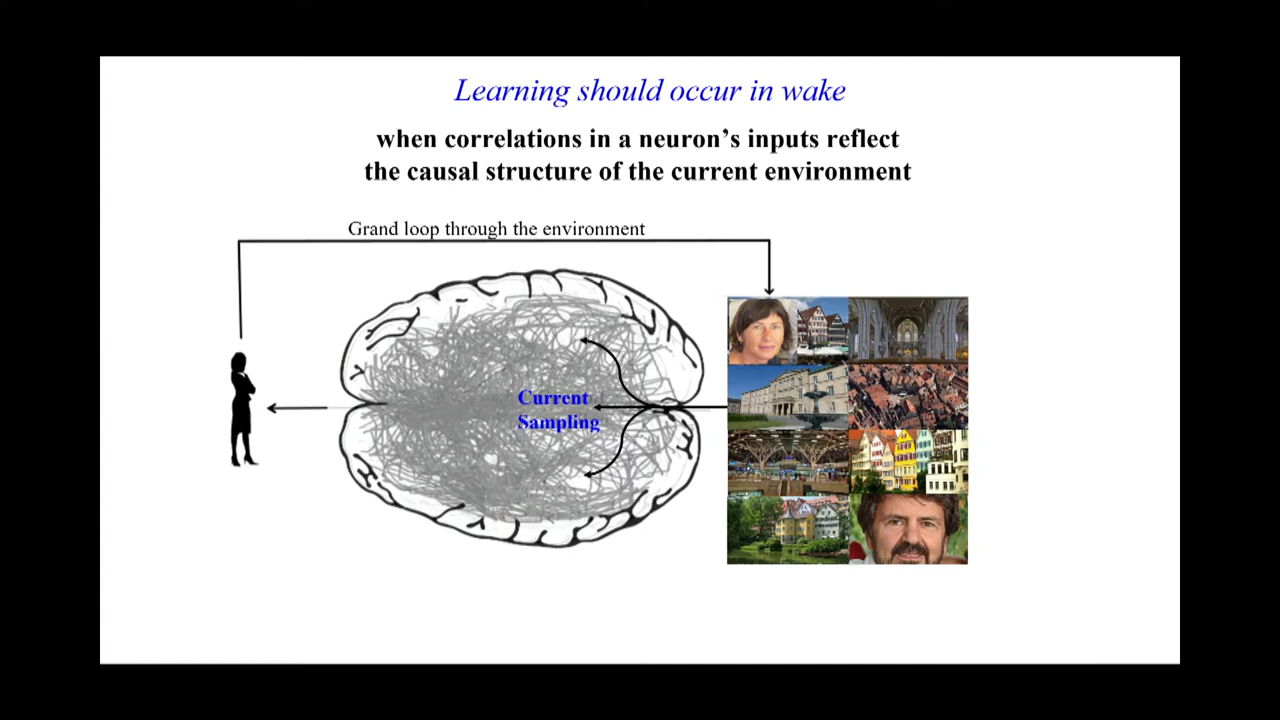 Learning should occur in wake
when correlations in a neuron’s inputs reflect
the causal structure of the current environment
Grand loop through the environment
Current
Sampling